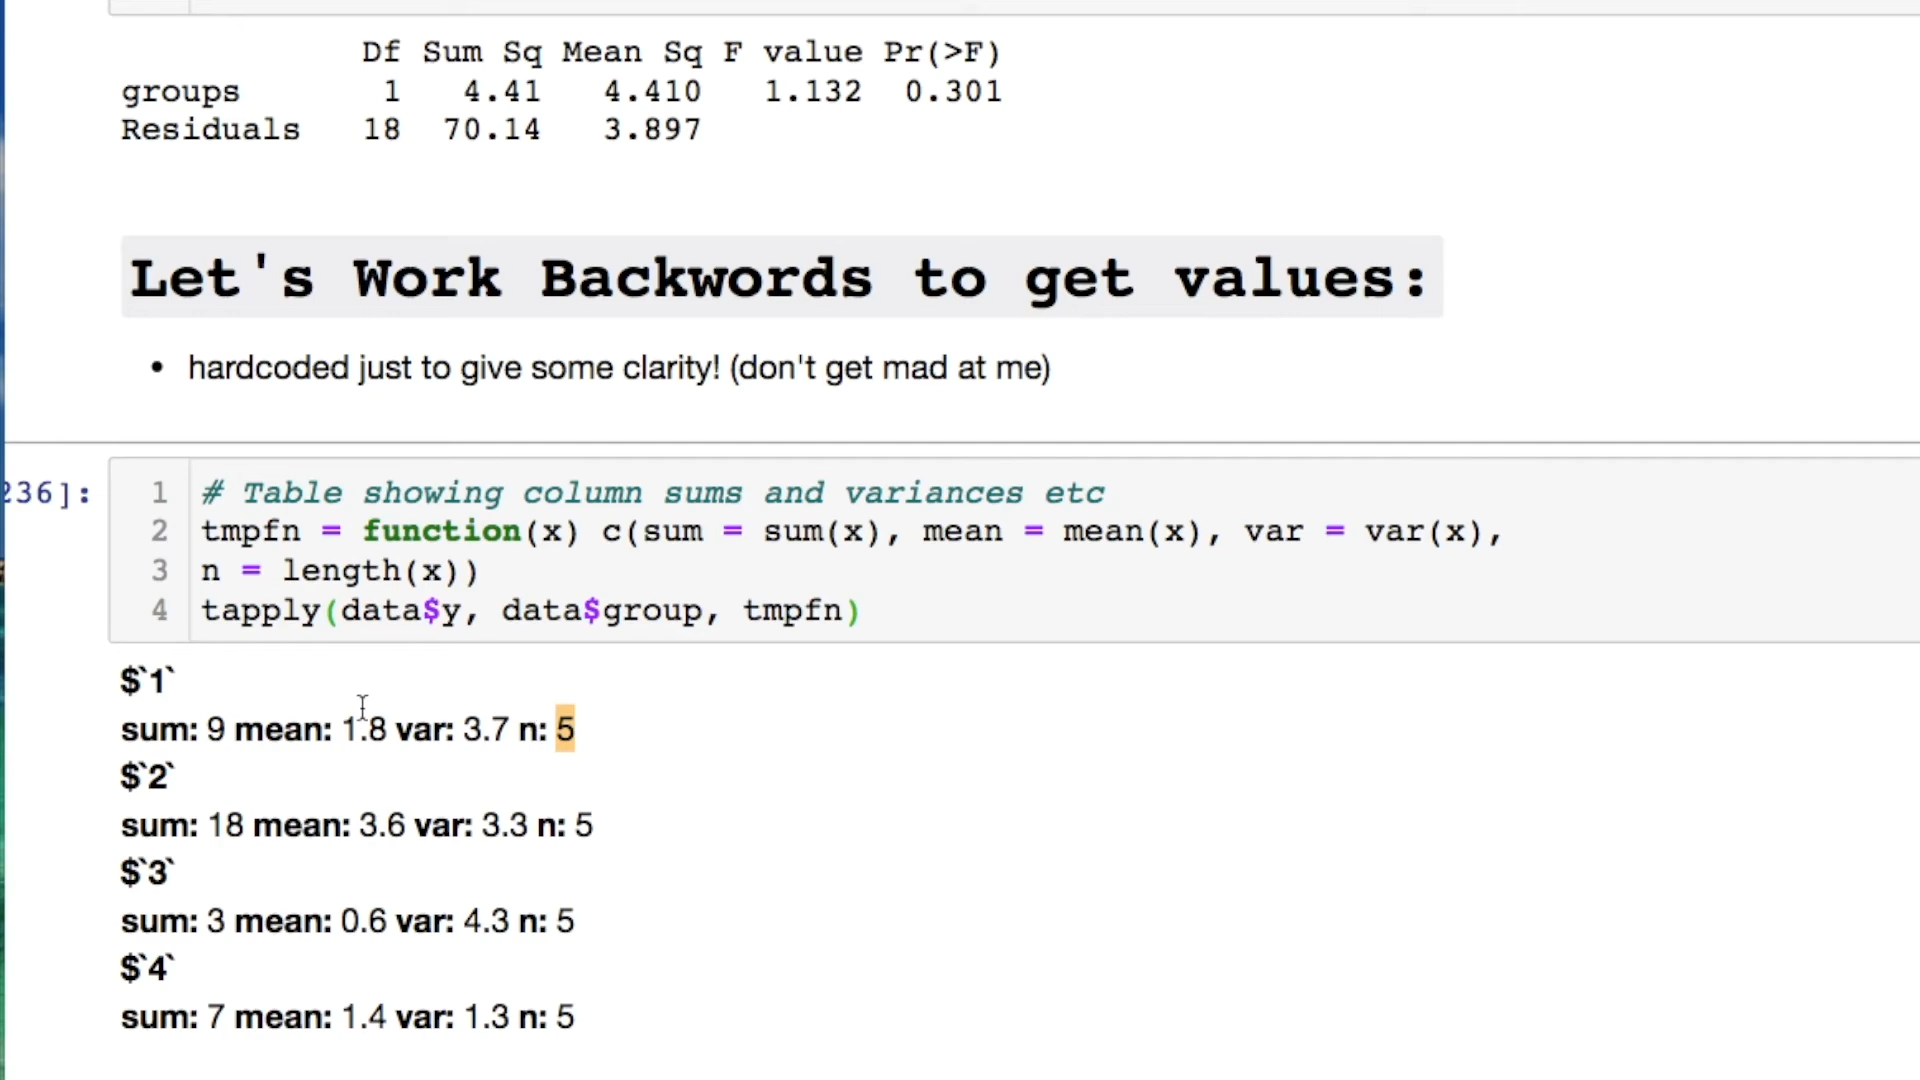 Df Sum Sq Mean Sq F value Pr(>F)
groups 1 4.41 4.410 1.132 0.301
Residuals 18 70.14 3.897
Let's Work Backwords to get values:
• hardcoded just to give some clarity! (don't get mad at me)
236]:
1 # Table showing column sums and variances etc
2 tmpfn = function(x) c(sum = sum(x), mean = mean(x), var = var(x),
3 n = length(x))
4 tapply(data$y, data$group, tmpfn)
$`1`
sum: 9 mean: 1.8 var: 3.7 n: 5
$`2`
sum: 18 mean: 3.6 var: 3.3 n: 5
$`3`
sum: 3 mean: 0.6 var: 4.3 n: 5
$`4`
sum: 7 mean: 1.4 var: 1.3 n: 5